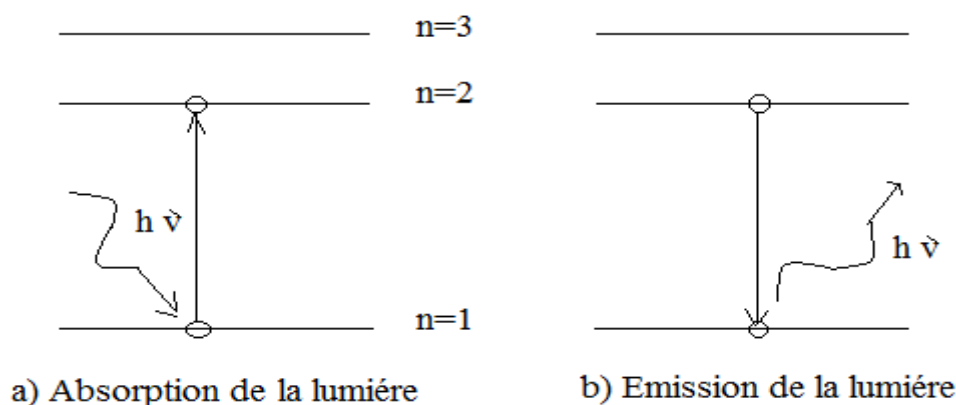 n=3
n=2
h v̀
h v̀
n=1
a) Absorption de la lumiére
b) Emission de la lumiére